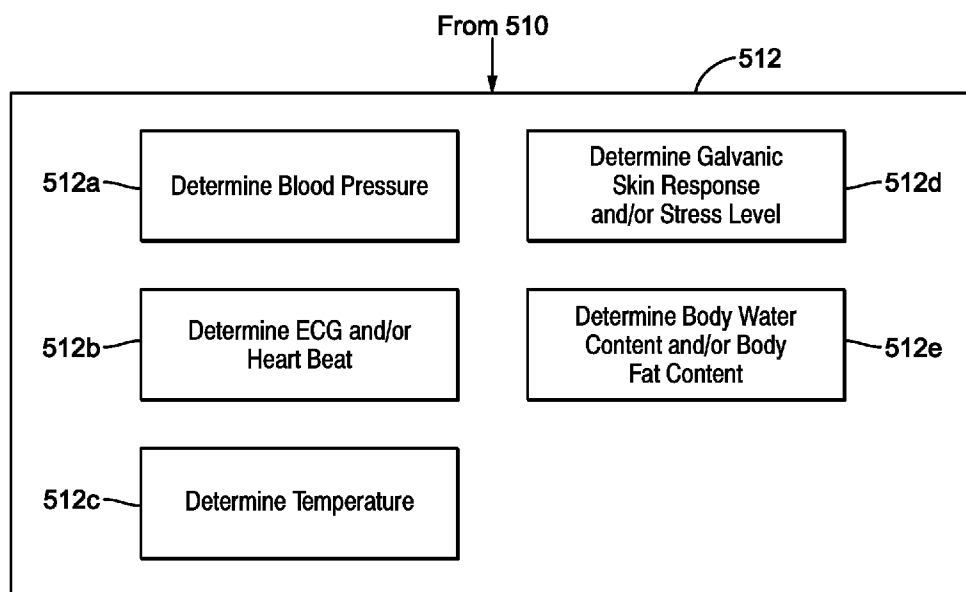 From 510
512
512a
Determine Blood Pressure
Determine Galvanic
Skin Response
and/or Stress Level
512d
512b
Determine ECG and/or
Heart Beat
Determine Body Water
Content and/or Body
Fat Content
512e
512c
Determine Temperature